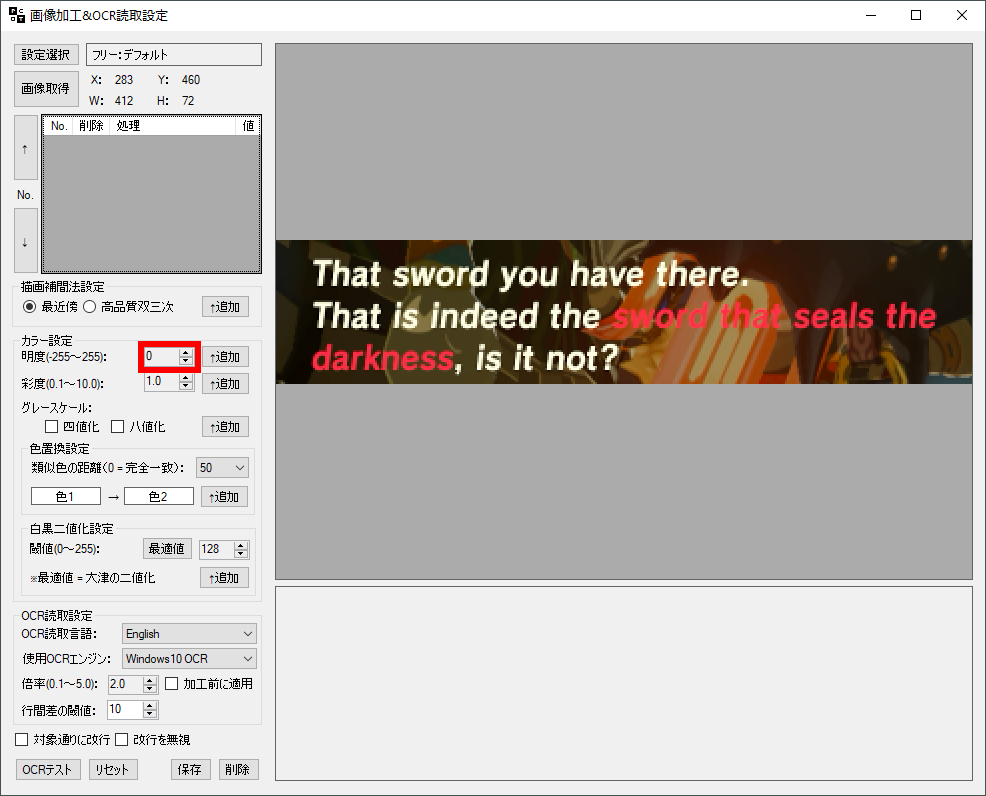 画像加工&OCR読取設定
設定選択 フリー:デフォルト
画像取得 X: 283 Y: 460
W: 412 H: 72
No. 削除 処理 値
↑
No.
↓
描画補間法設定
最近傍 高品質双三次 ↑追加
カラー設定
明度(-255～255): 0 ↑追加
彩度(0.1～10.0): 1.0 ↑追加
グレースケール:
四値化 八値化 ↑追加
色置換設定
類似色の距離(0 = 完全一致): 50
色1 → 色2 ↑追加
白黒二値化設定
閾値(0～255): 最適値 128
※最適値 = 大津の二値化 ↑追加
OCR読取設定
OCR読取言語: English
使用OCRエンジン: Windows10 OCR
倍率(0.1～5.0): 2.0 加工前に適用
行間差の閾値: 10
対象通りに改行 改行を無視
OCRテスト リセット 保存 削除
That sword you have there.
That is indeed the sword that seals the
darkness, is it not?